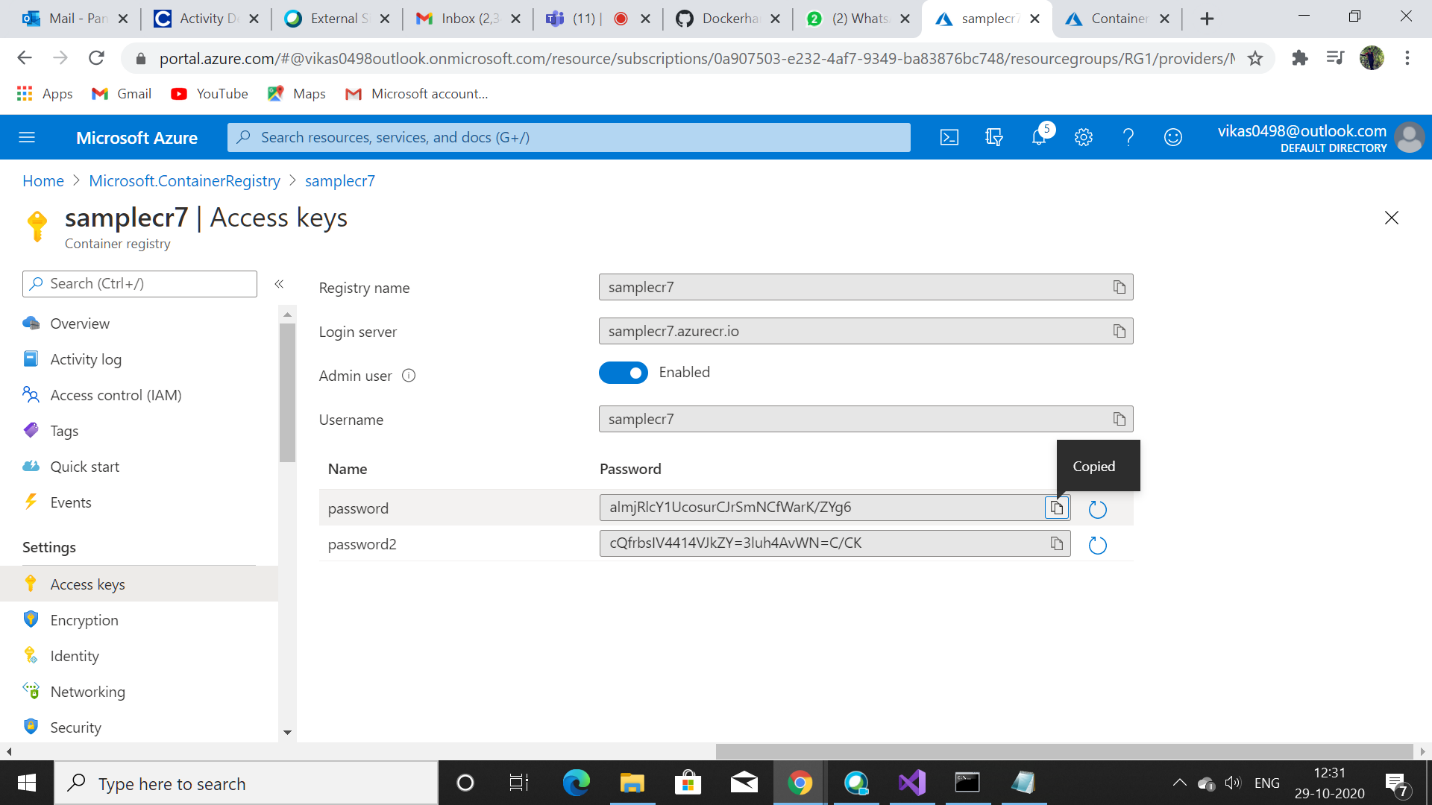 Mail - Pan
Activity De
External S
Inbox (2,3
(11) |
Dockerha
(2) Whats
samplecr7
Container
portal.azure.com/#@vikas0498outlook.onmicrosoft.com/resource/subscriptions/0a907503-e232-4af7-9349-ba83876bc748/resourcegroups/RG1/providers/M
Apps
Gmail
YouTube
Maps
Microsoft account...
Microsoft Azure
Search resources, services, and docs (G+/)
5
vikas0498@outlook.com
DEFAULT DIRECTORY
Home > Microsoft.ContainerRegistry > samplecr7
samplecr7 | Access keys
Container registry
Search (Ctrl+/)
«
Overview
Activity log
Access control (IAM)
Tags
Quick start
Events
Settings
Access keys
Encryption
Identity
Networking
Security
Registry name
samplecr7
Login server
samplecr7.azurecr.io
Admin user
Enabled
Username
samplecr7
Name
Password
Copied
password
almjRlcY1UcosurCJrSmNCfWarK/ZYg6
password2
cQfrbsIV4414VJkZY=3luh4AvWN=C/CK
Type here to search
ENG
12:31
29-10-2020
7